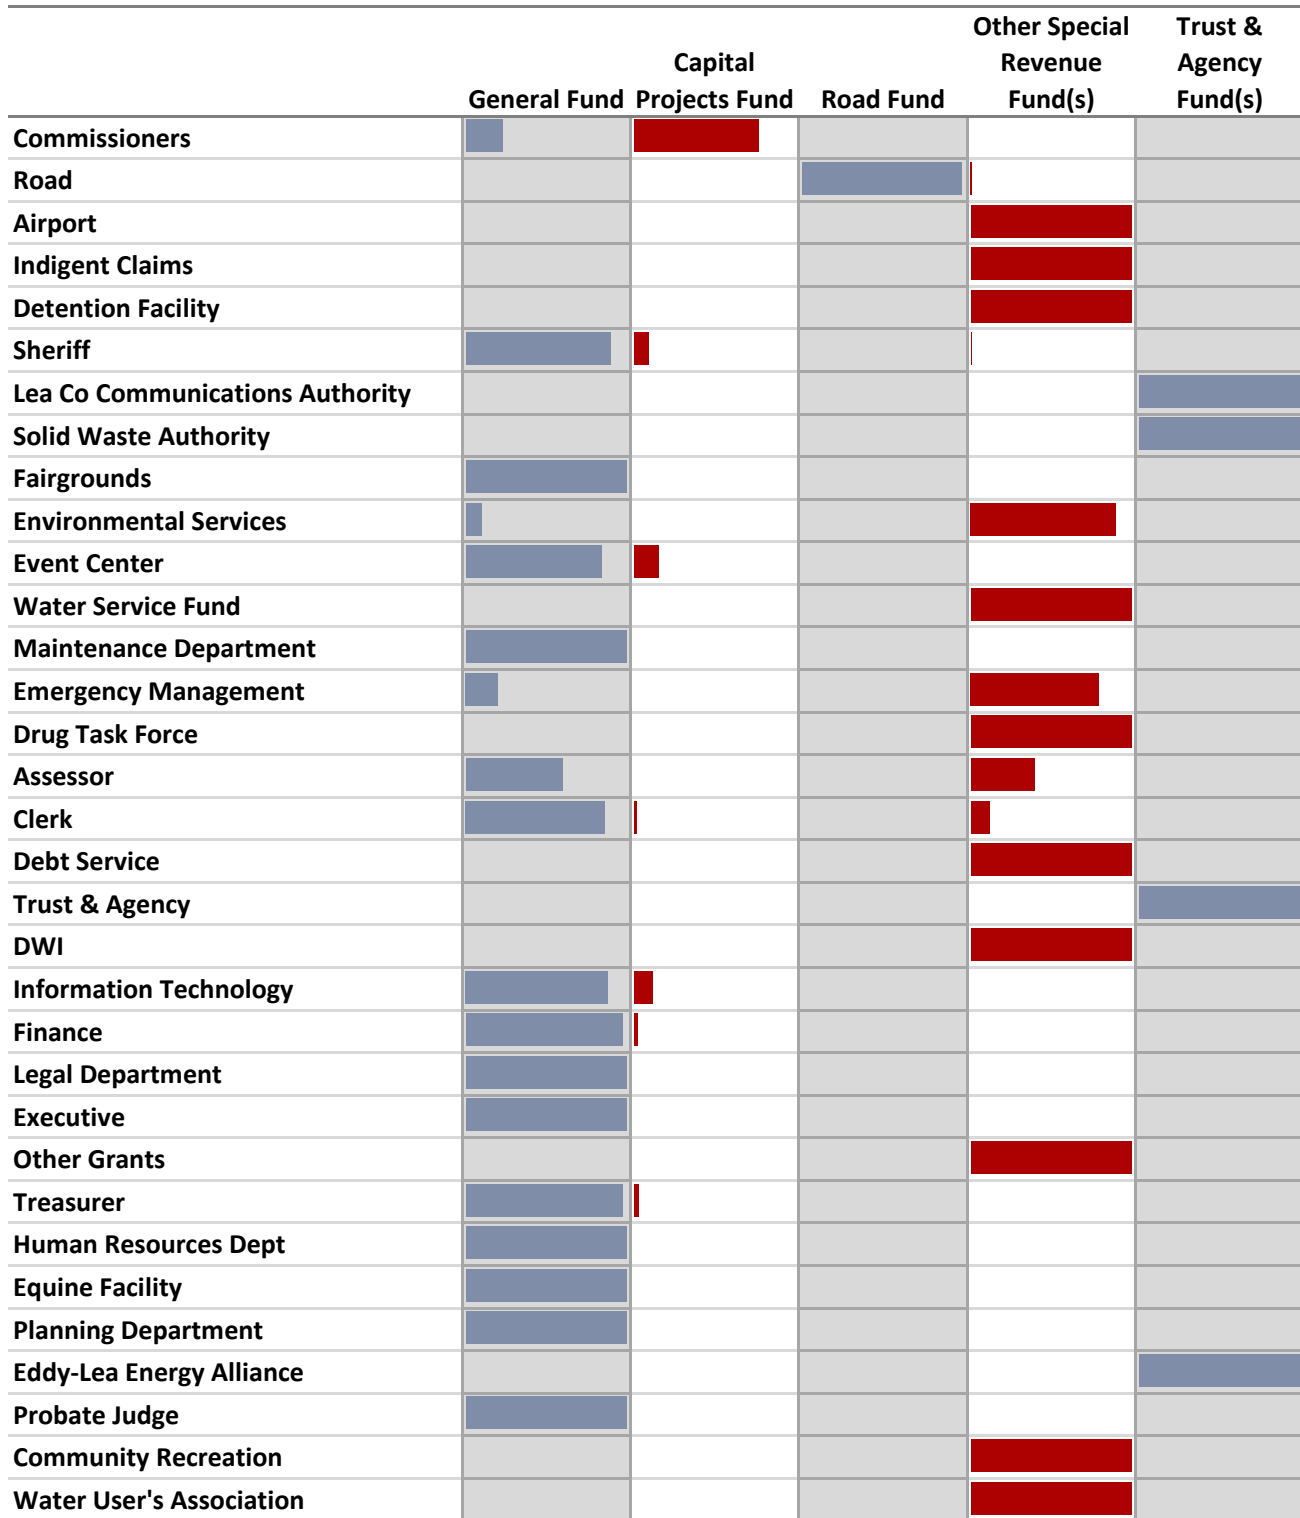 Other Special Trust &
Capital Revenue Agency
General Fund Projects Fund Road Fund Fund(s) Fund(s)
Commissioners
Road
Airport
Indigent Claims
Detention Facility
Sheriff
Lea Co Communications Authority
Solid Waste Authority
Fairgrounds
Environmental Services
Event Center
Water Service Fund
Maintenance Department
Emergency Management
Drug Task Force
Assessor
Clerk
Debt Service
Trust & Agency
DWI
Information Technology
Finance
Legal Department
Executive
Other Grants
Treasurer
Human Resources Dept
Equine Facility
Planning Department
Eddy-Lea Energy Alliance
Probate Judge
Community Recreation
Water User's Association